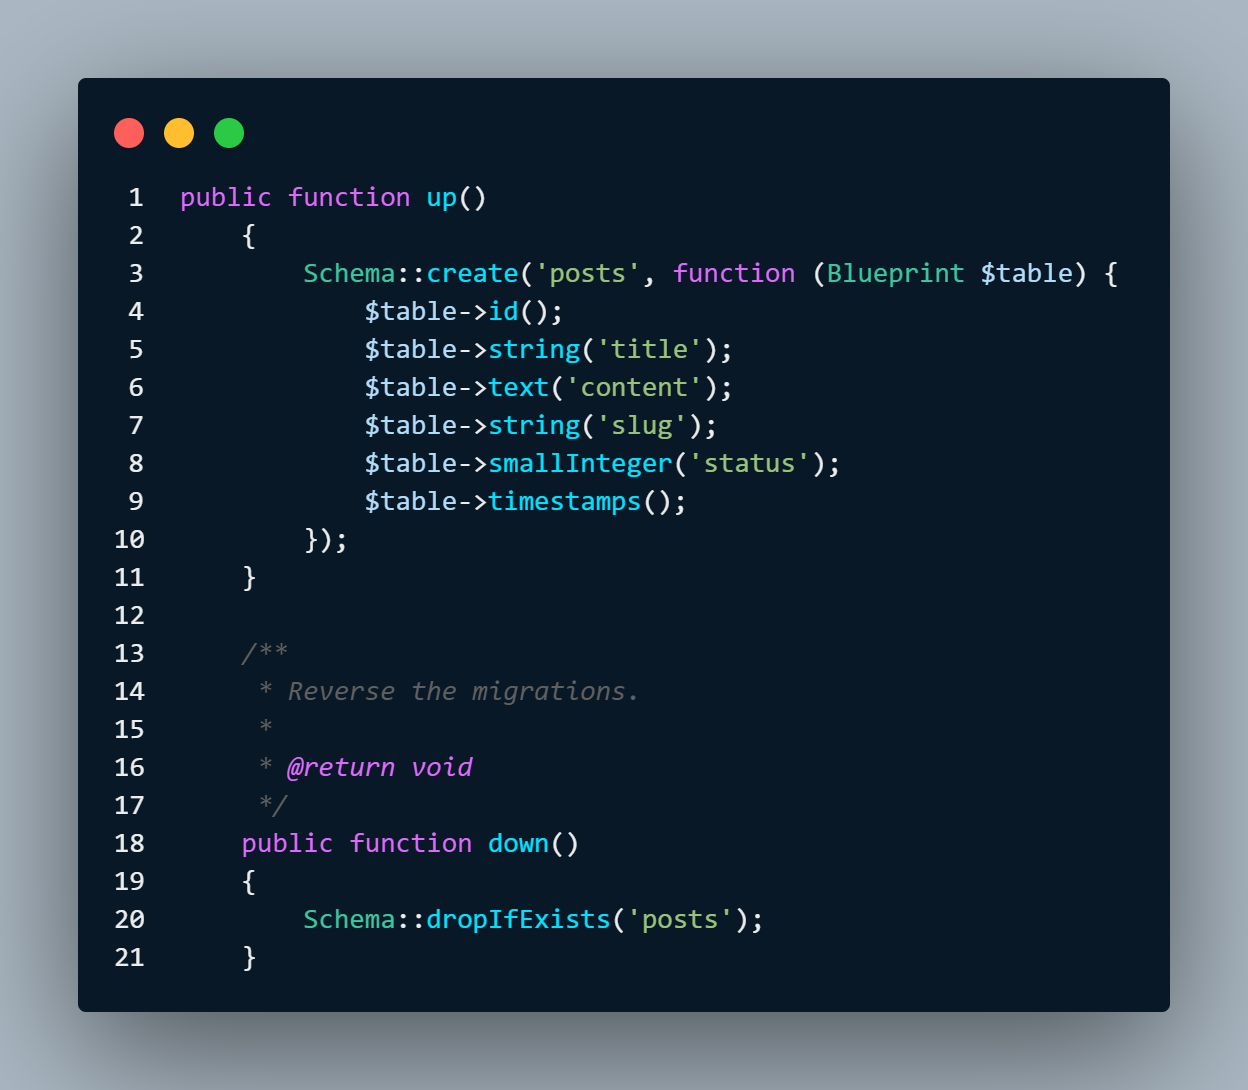 1 public function up()
2     {
3         Schema::create('posts', function (Blueprint $table) {
4             $table->id();
5             $table->string('title');
6             $table->text('content');
7             $table->string('slug');
8             $table->smallInteger('status');
9             $table->timestamps();
10         });
11     }
12
13     /**
14      * Reverse the migrations.
15      *
16      * @return void
17      */
18     public function down()
19     {
20         Schema::dropIfExists('posts');
21     }